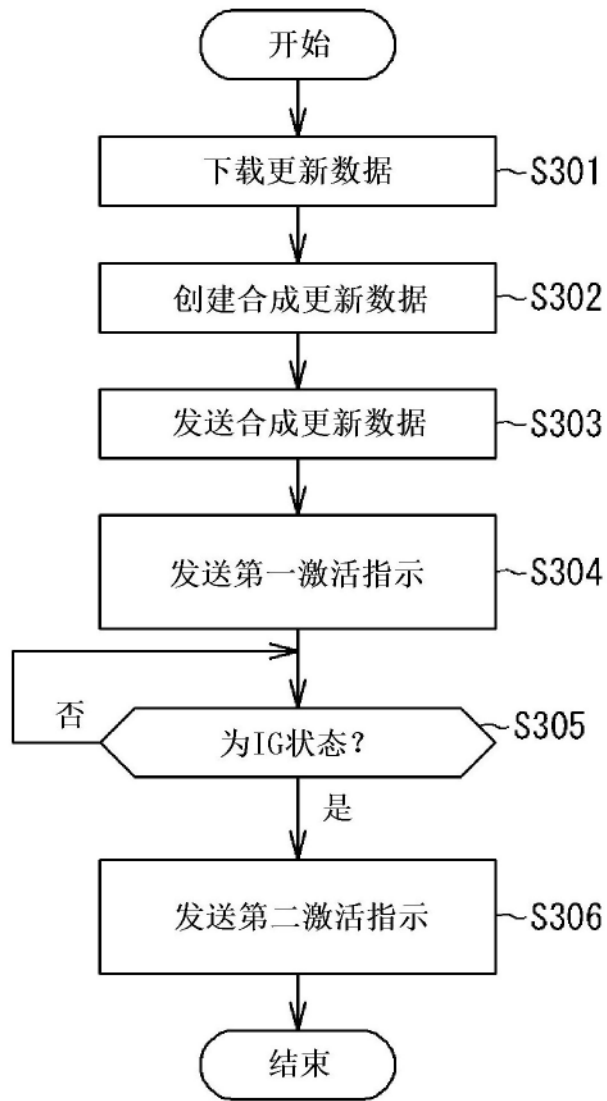 开始
下载更新数据
S301
创建合成更新数据
S302
发送合成更新数据
S303
发送第一激活指示
S304
否
为IG状态?
S305
是
发送第二激活指示
S306
结束